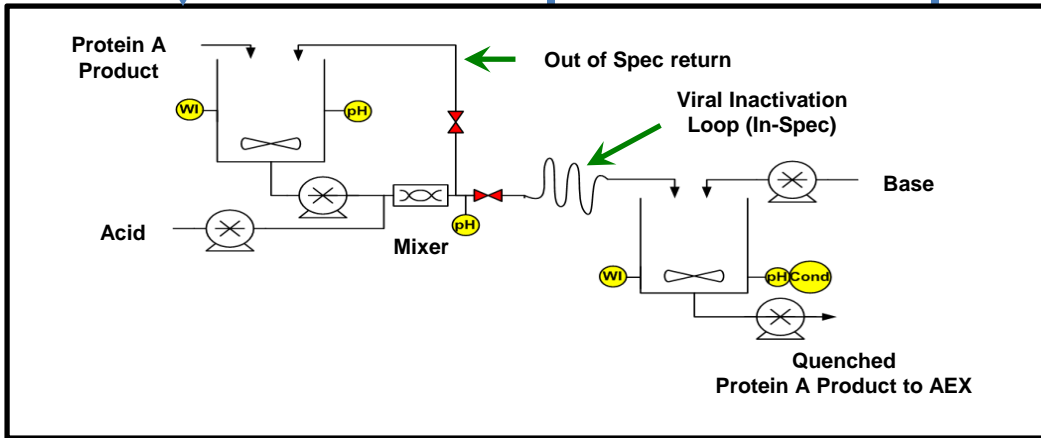 Protein A
Product
Out of Spec return
Viral Inactivation
Loop (In-Spec)
WI
pH
Base
Acid
Mixer
pH
WI
pH
Cond
Quenched
Protein A Product to AEX